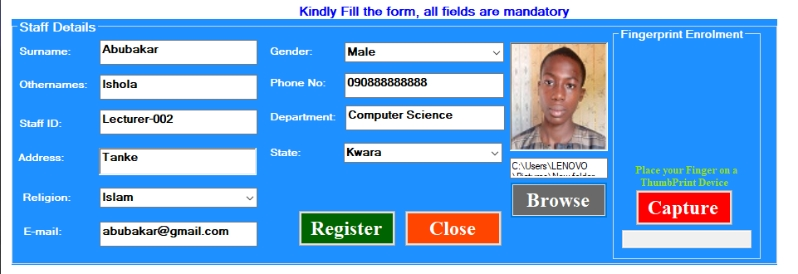 Kindly Fill the form, all fields are mandatory
Staff Details
Surname: Abubakar
Othernames: Ishola
Staff ID: Lecturer-002
Address: Tanke
Religion: Islam
E-mail: abubakar@gmail.com
Gender: Male
Phone No: 090888888888
Department: Computer Science
State: Kwara
Register Close
C:\Users\LENOVO
\Pictures\New folder
Browse
Fingerprint Enrolment
Place your Finger on a
ThumbPrint Device
Capture